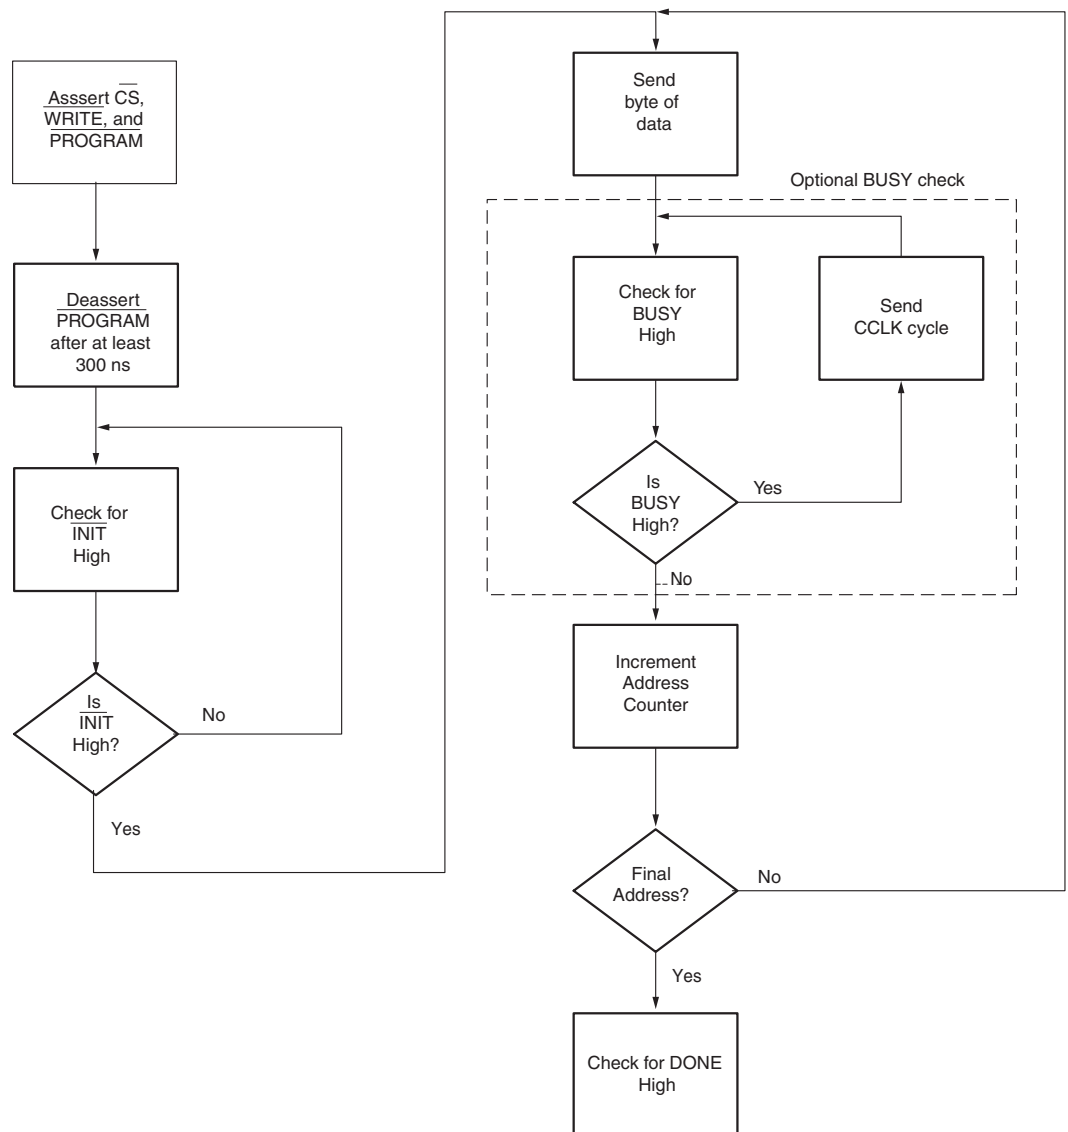 Asssert CS,
WRITE, and
PROGRAM
Deassert
PROGRAM
after at least
300 ns
Check for
INIT
High
Is
INIT
High?
No
Yes
Send
byte of
data
Optional BUSY check
Check for
BUSY
High
Send
CCLK cycle
Is
BUSY
High?
Yes
No
Increment
Address
Counter
Final
Address?
No
Yes
Check for DONE
High